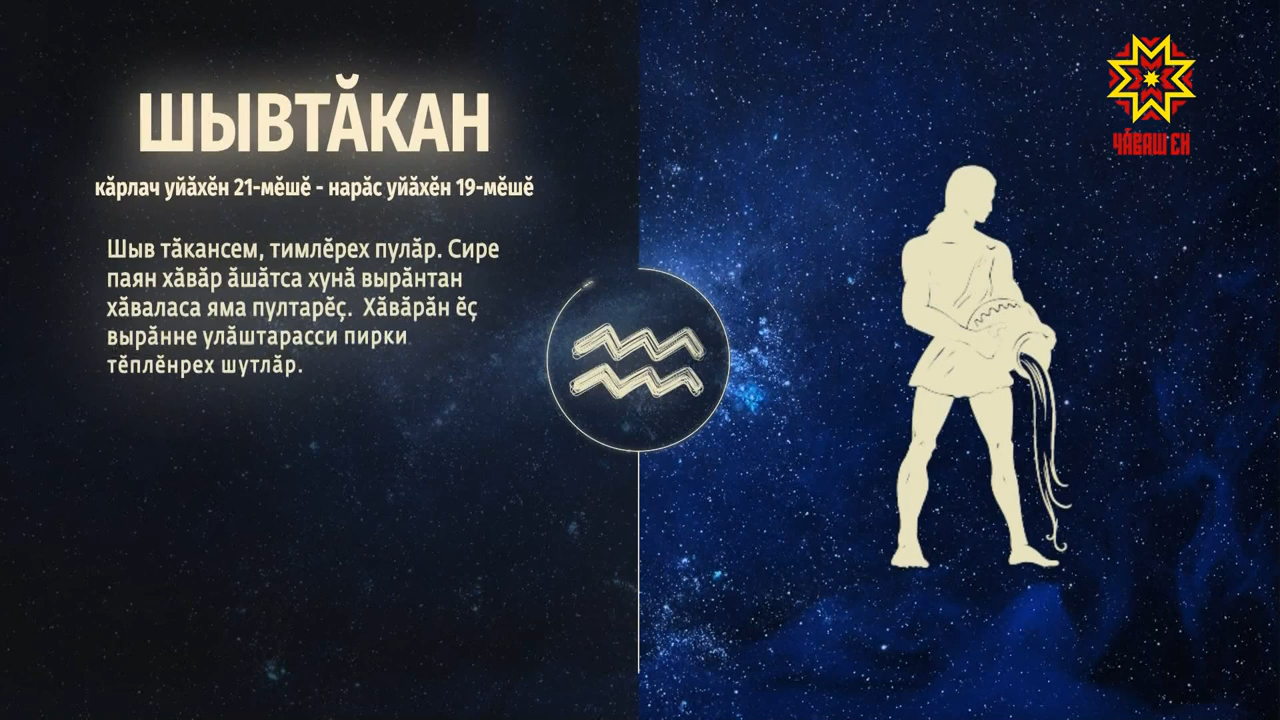 ШЫВТӐКАН
кӑрлач уйӑхӗн 21-мӗшӗ - нарӑс уйӑхӗн 19-мӗшӗ
Шыв тӑкансем, тимлӗрех пулӑр. Сире
паян хӑвӑр ӑшӑтса хунӑ вырӑнтан
хӑваласа яма пултарӗҫ. Хӑвӑрӑн ӗҫ
вырӑнне улӑштарасси пирки
тӗплӗнрех шутлӑр.
ЧӐВАШ ЕН